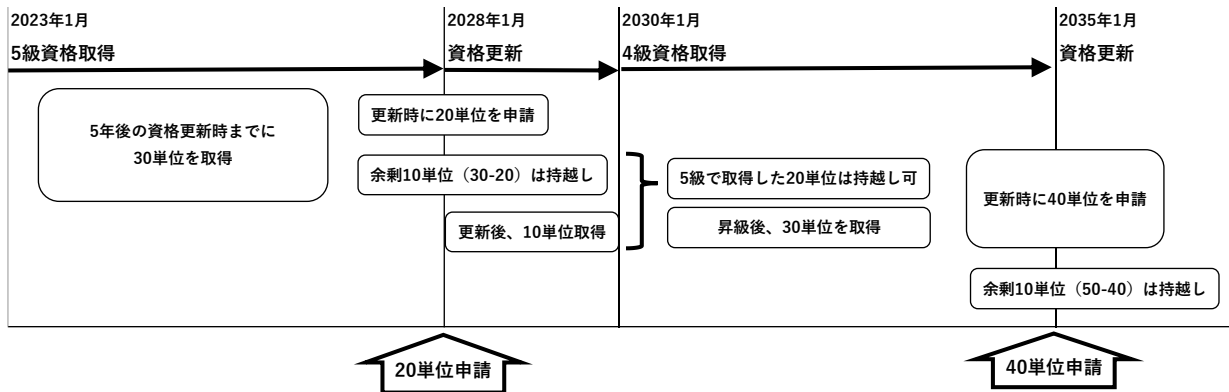 2023年1月
5級資格取得
2028年1月
資格更新
2030年1月
4級資格取得
2035年1月
資格更新
5年後の資格更新時までに
30単位を取得
更新時に20単位を申請
余剰10単位（30-20）は持越し
更新後、10単位取得
5級で取得した20単位は持越し可
昇級後、30単位を取得
更新時に40単位を申請
余剰10単位（50-40）は持越し
20単位申請
40単位申請